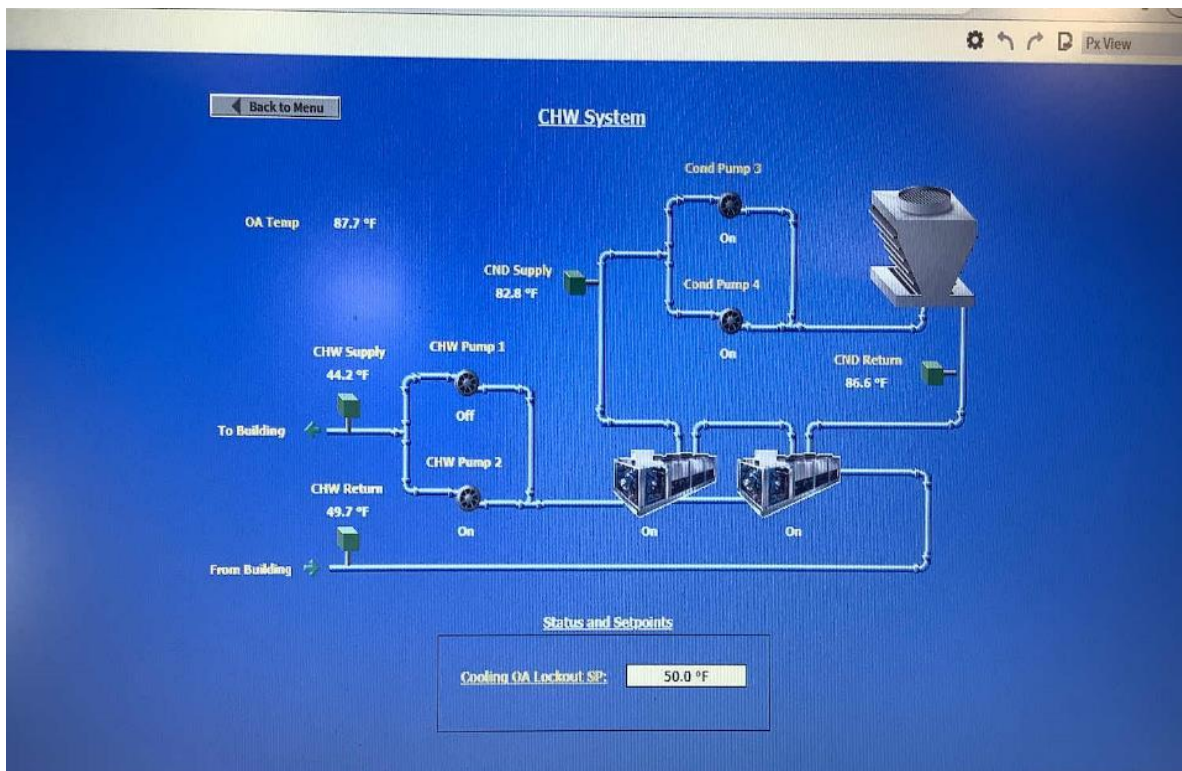 Px View
Back to Menu
CHW System
Cond Pump 3
OA Temp 87.7 °F
On
CND Supply
82.8 °F
Cond Pump 4
On
CND Return
86.6 °F
CHW Supply
44.2 °F
CHW Pump 1
Off
To Building
CHW Pump 2
CHW Return
49.7 °F
On
On
On
From Building
Status and Setpoints
Cooling OA Lockout SP:
50.0 °F